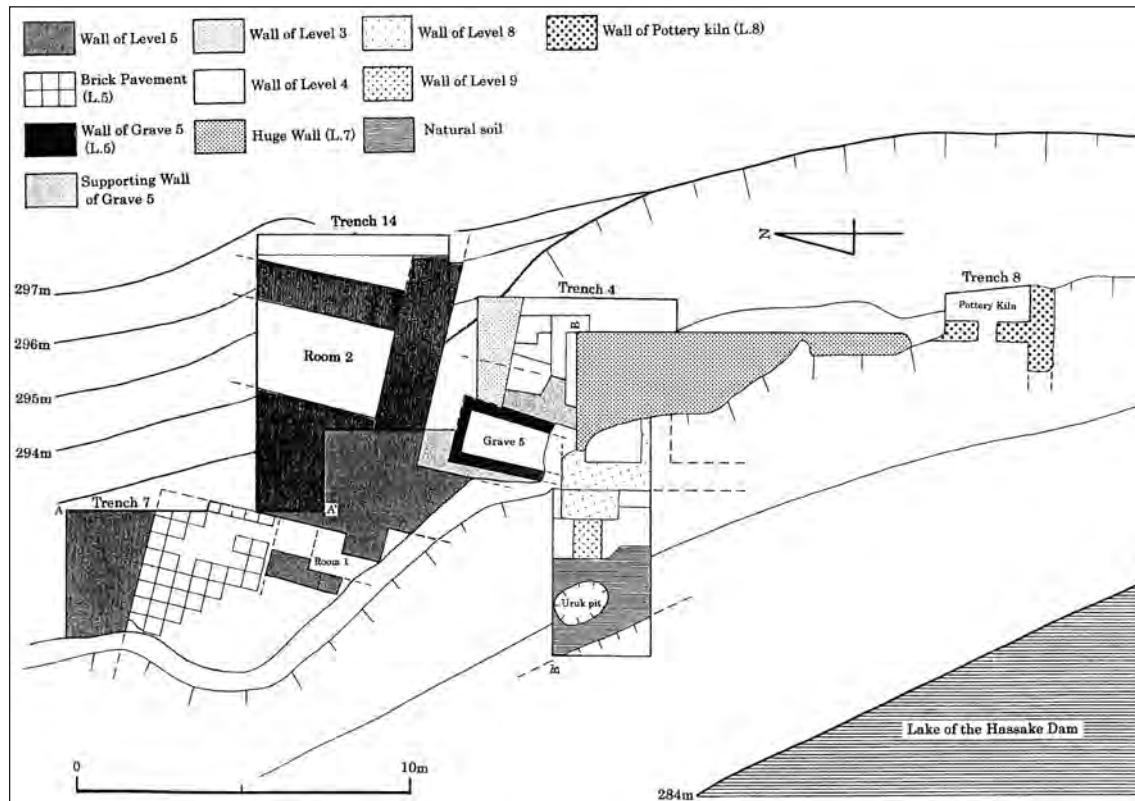 Wall of Level 5
Wall of Level 3
Wall of Level 8
Wall of Pottery kiln (L.8)
Brick Pavement
(L.5)
Wall of Level 4
Wall of Level 9
Wall of Grave 5
(L.5)
Huge Wall (L.7)
Natural soil
Supporting Wall
of Grave 5
Trench 14
N
Trench 8
297m
Trench 4
Pottery Kiln
B
296m
Room 2
295m
294m
Grave 5
Trench 7
A
A'
Room 1
Uruk pit
B'
Lake of the Hassake Dam
0
10m
284m